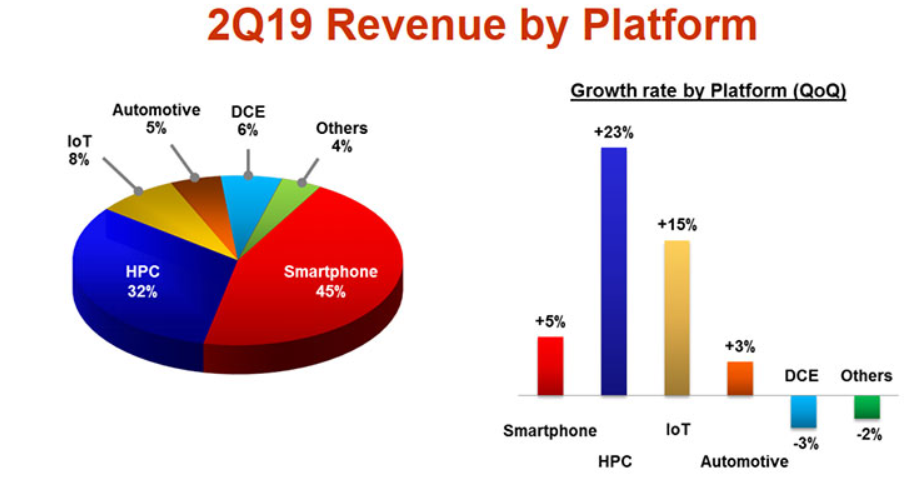 2Q19 Revenue by Platform
Automotive
5%
DCE
6%
Others
4%
IoT
8%
HPC
32%
Smartphone
45%
Growth rate by Platform (QoQ)
+23%
+15%
+5%
+3%
DCE
Others
-3%
-2%
Smartphone
IoT
HPC
Automotive